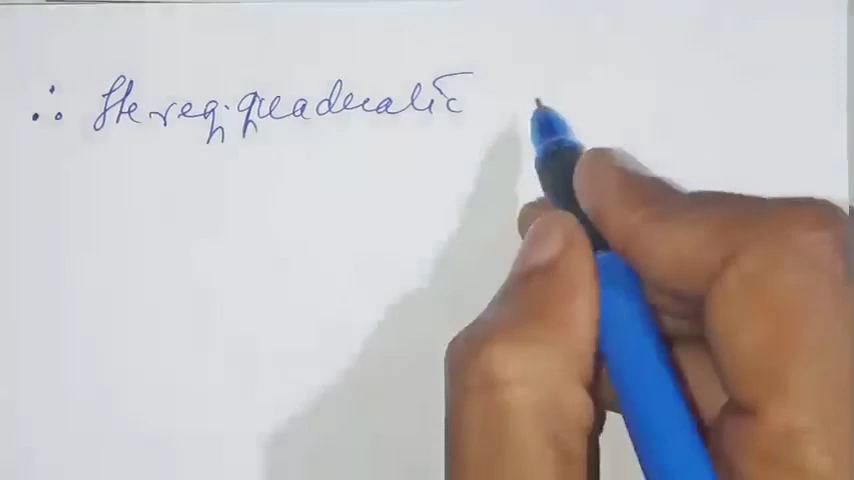 ∴ The req. quadratic